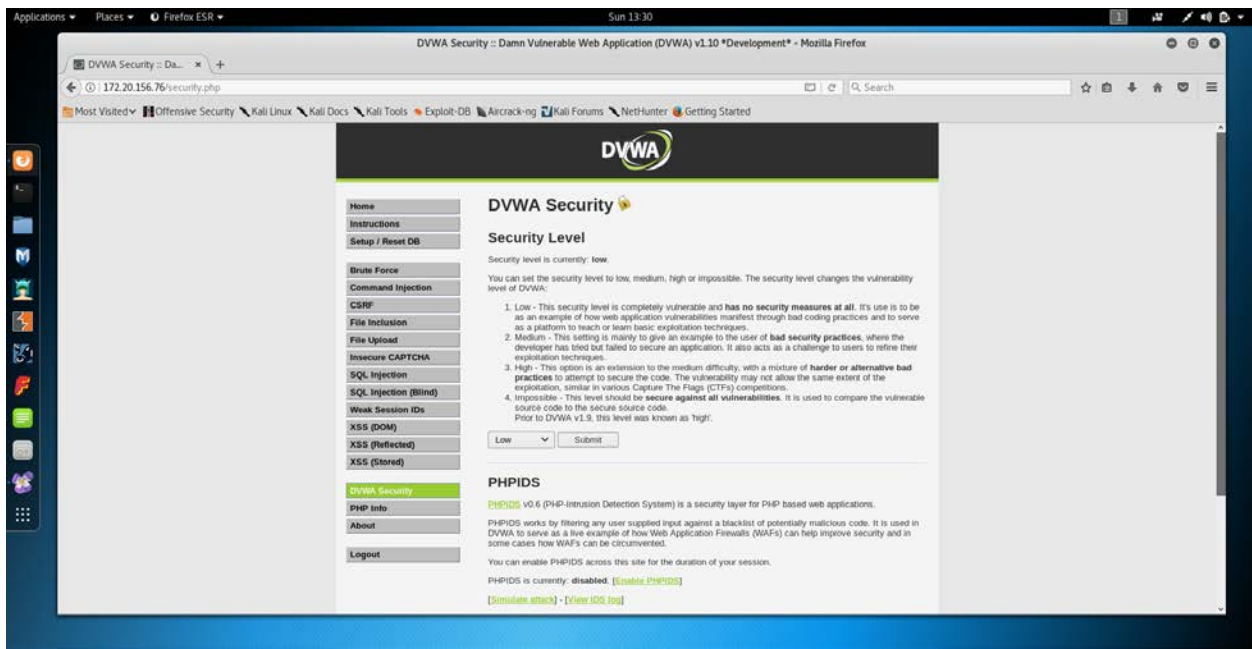 Applications Places Firefox ESR Sun 13:30 1
DVWA Security :: Damn Vulnerable Web Application (DVWA) v1.10 *Development* - Mozilla Firefox
DVWA Security :: Da... × +
172.20.156.76/security.php Search
Most Visited Offensive Security Kali Linux Kali Docs Kali Tools Exploit-DB Aircrack-ng Kali Forums NetHunter Getting Started
DVWA
Home
Instructions
Setup / Reset DB
Brute Force
Command Injection
CSRF
File Inclusion
File Upload
Insecure CAPTCHA
SQL Injection
SQL Injection (Blind)
Weak Session IDs
XSS (DOM)
XSS (Reflected)
XSS (Stored)
DVWA Security
PHP Info
About
Logout
DVWA Security
Security Level
Security level is currently: low.
You can set the security level to low, medium, high or impossible. The security level changes the vulnerability
level of DVWA:
1. Low - This security level is completely vulnerable and has no security measures at all. It's use is to be
as an example of how web application vulnerabilities manifest through bad coding practices and to serve
as a platform to teach or learn basic exploitation techniques.
2. Medium - This setting is mainly to give an example to the user of bad security practices, where the
developer has tried but failed to secure an application. It also acts as a challenge to users to refine their
exploitation techniques.
3. High - This option is an extension to the medium difficulty, with a mixture of harder or alternative bad
practices to attempt to secure the code. The vulnerability may not allow the same extent of the
exploitation, similar in various Capture The Flags (CTFs) competitions.
4. Impossible - This level should be secure against all vulnerabilities. It is used to compare the vulnerable
source code to the secure source code.
Prior to DVWA v1.9, this level was known as 'high'.
Low Submit
PHPIDS
PHPIDS v0.6 (PHP-Intrusion Detection System) is a security layer for PHP based web applications.
PHPIDS works by filtering any user supplied input against a blacklist of potentially malicious code. It is used in
DVWA to serve as a live example of how Web Application Firewalls (WAFs) can help improve security and in
some cases how WAFs can be circumvented.
You can enable PHPIDS across this site for the duration of your session.
PHPIDS is currently: disabled. [Enable PHPIDS]
[Simulate attack] - [View IDS log]